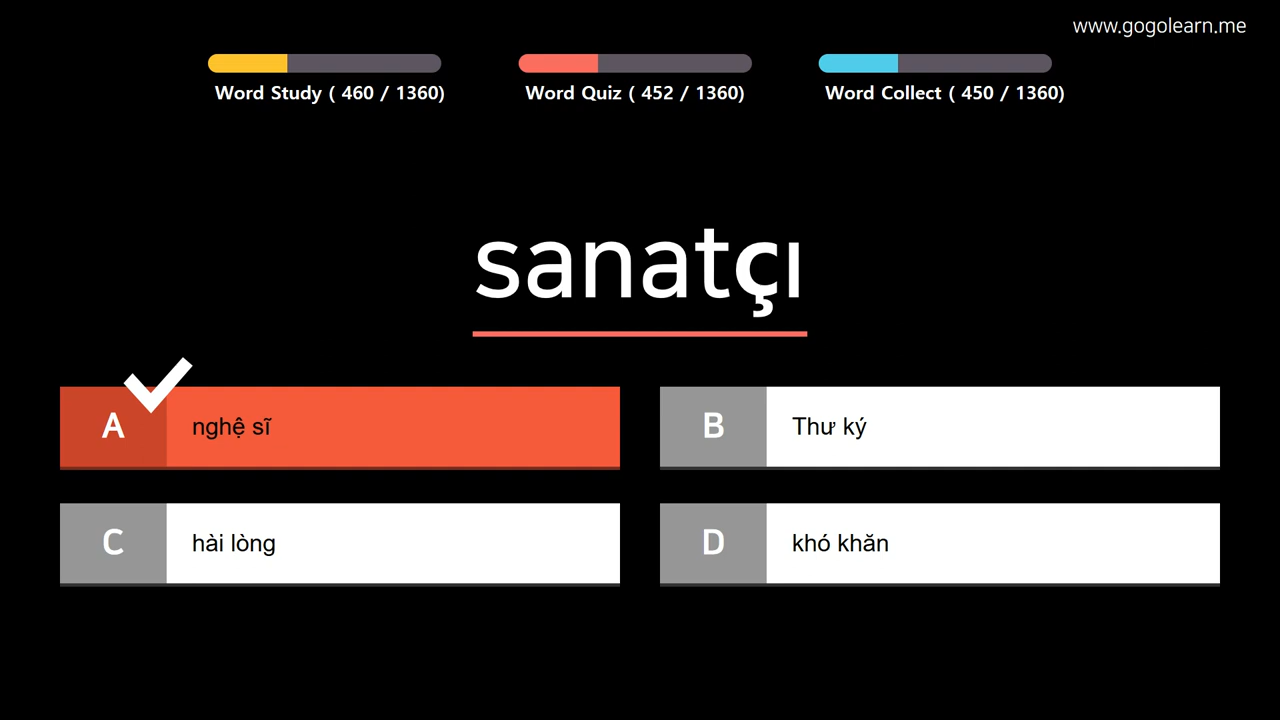 www.gogolearn.me
Word Study ( 460 / 1360)
Word Quiz ( 452 / 1360)
Word Collect ( 450 / 1360)
sanatçı
A nghệ sĩ
B Thư ký
C hài lòng
D khó khăn